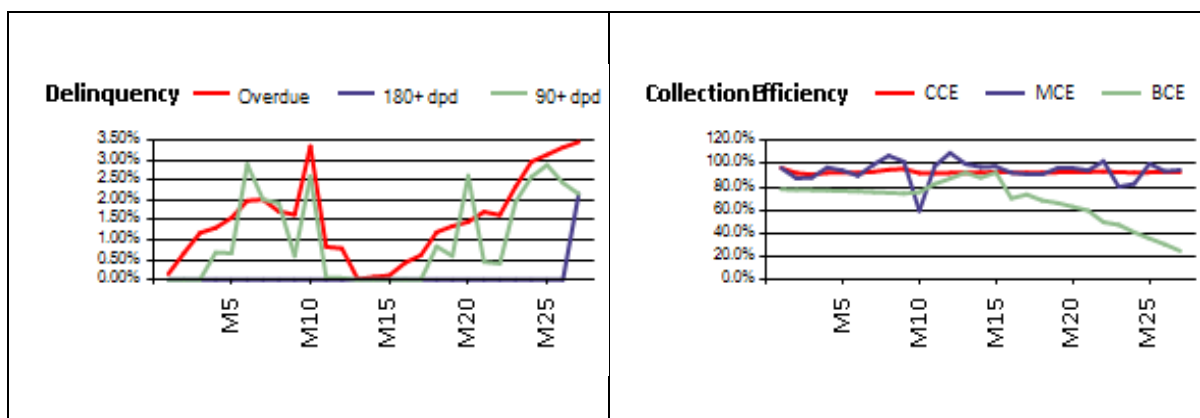 Delinquency Overdue 180+ dpd 90+ dpd
3.50%
3.00%
2.50%
2.00%
1.50%
1.00%
0.50%
0.00%
M5
M10
M15
M20
M25
Collection Efficiency CCE MCE BCE
120.0%
100.0%
80.0%
60.0%
40.0%
20.0%
0.0%
M5
M10
M15
M20
M25